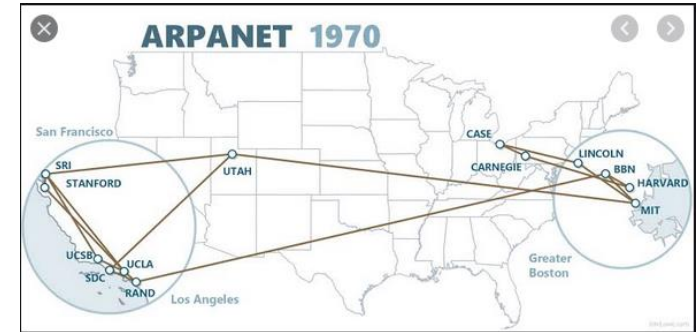 ARPANET 1970
San Francisco
SRI
STANFORD
UTAH
CASE
CARNEGIE
LINCOLN
BBN
HARVARD
MIT
UCSB
UCLA
SDC
RAND
Los Angeles
Greater
Boston